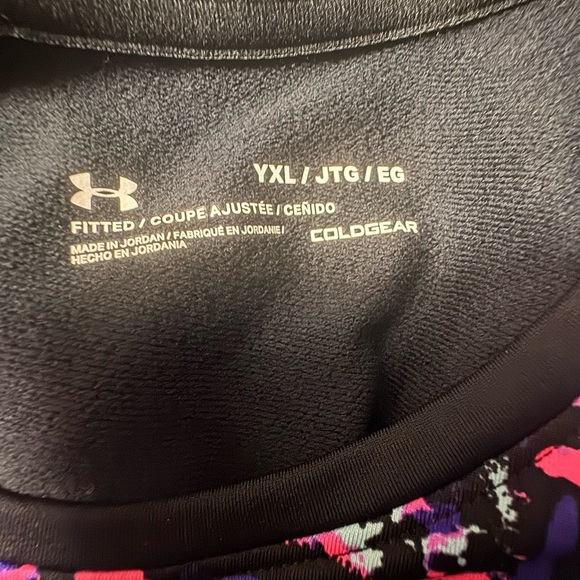 YXL / JTG / EG
FITTED / COUPE AJUSTÉE / CEÑIDO
MADE IN JORDAN / FABRIQUÉ EN JORDANIE /
HECHO EN JORDANIA
COLDGEAR